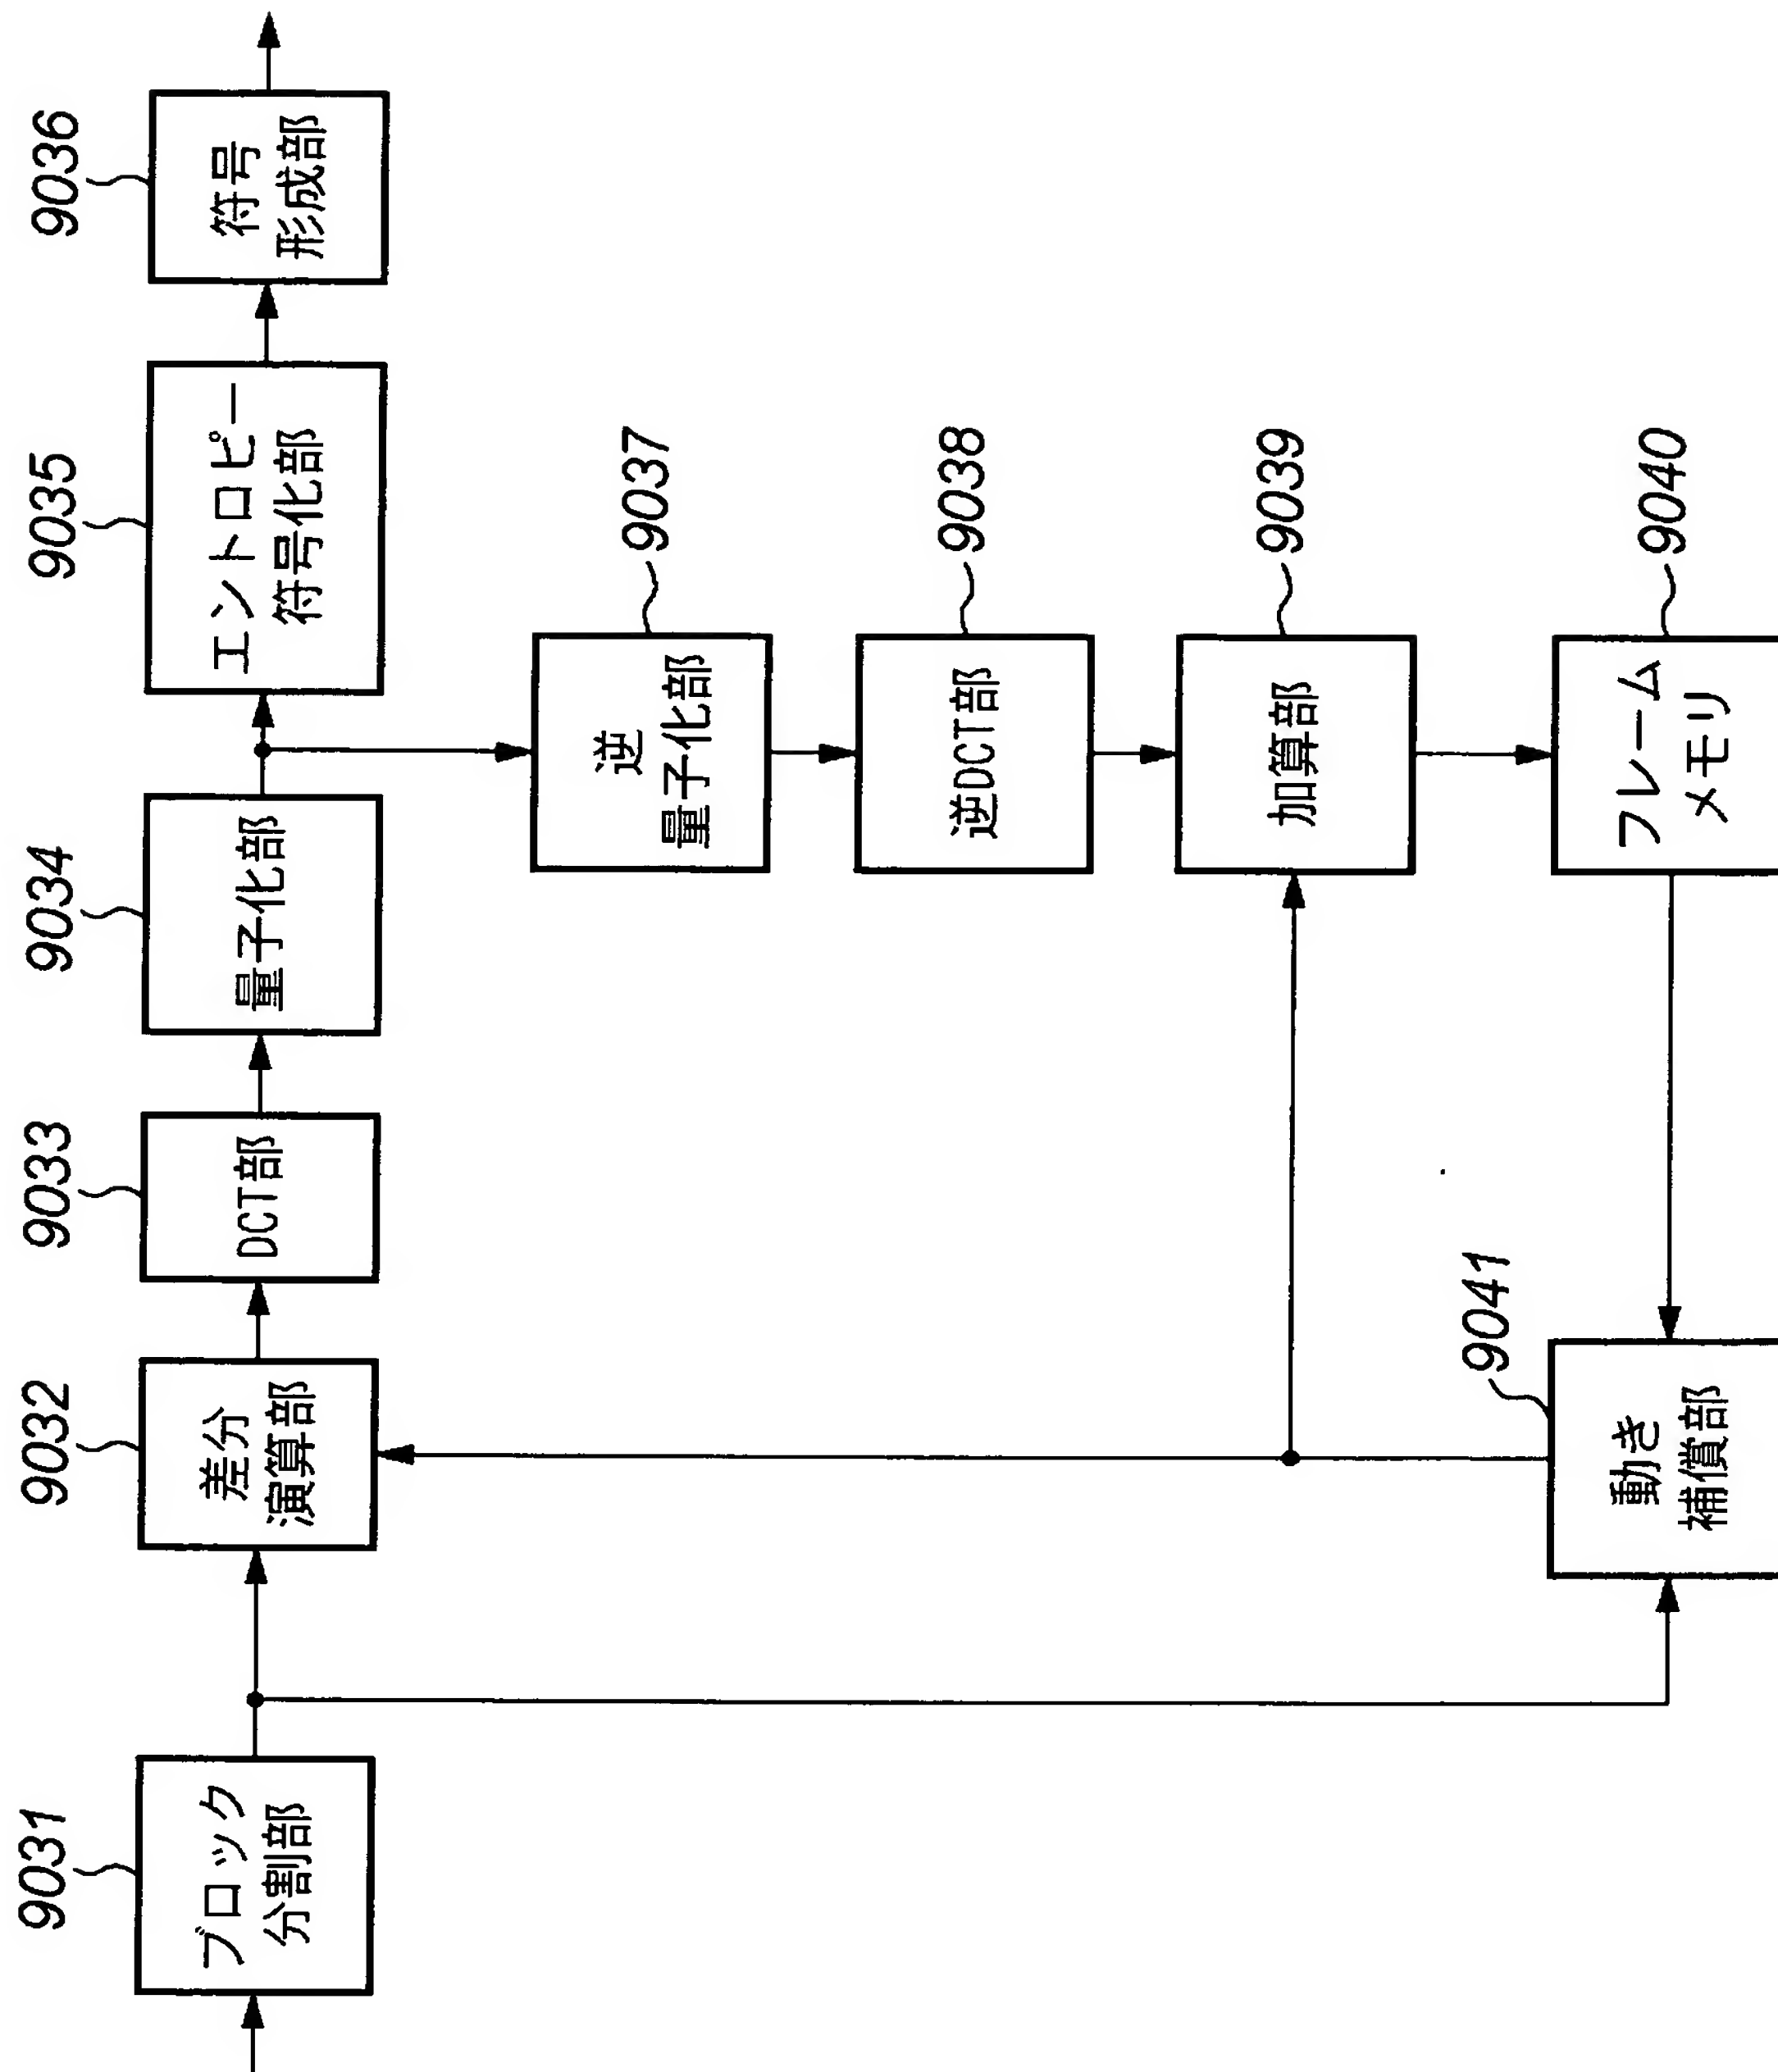 9031
ブロック
分割部
9032
差分
演算部
9033
DCT部
9034
量子化部
9035
エントロピー
符号化部
9036
符号
形成部
9037
逆
量子化部
9038
逆DCT部
9039
加算部
9040
フレーム
メモリ
9041
動き
補償部